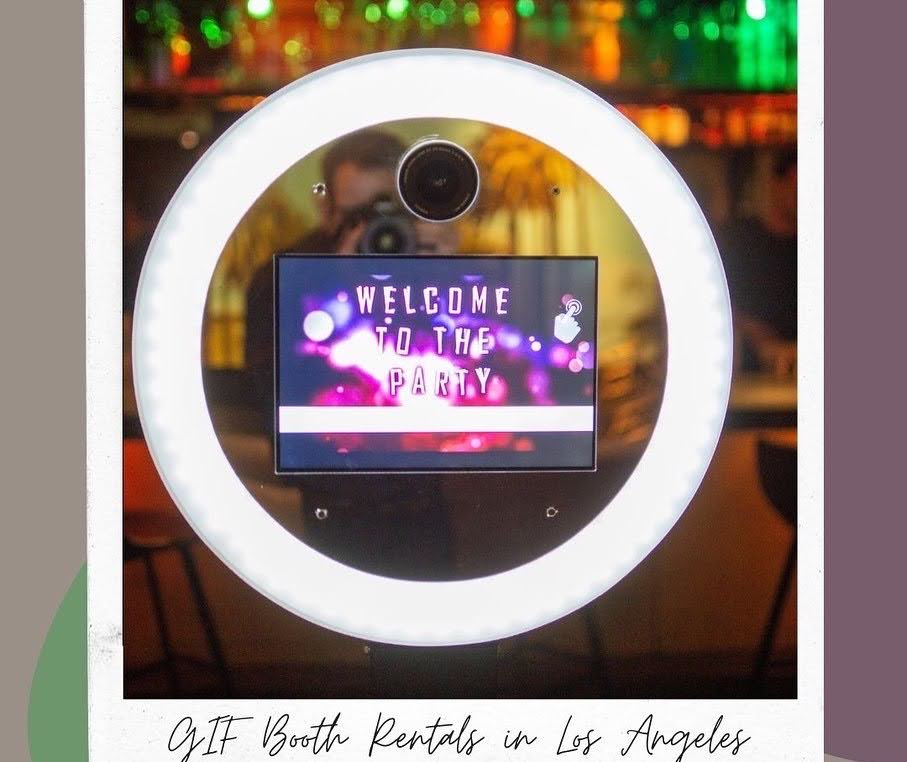 WELCOME
TO THE
PARTY
GIF Booth Rentals in Los Angeles